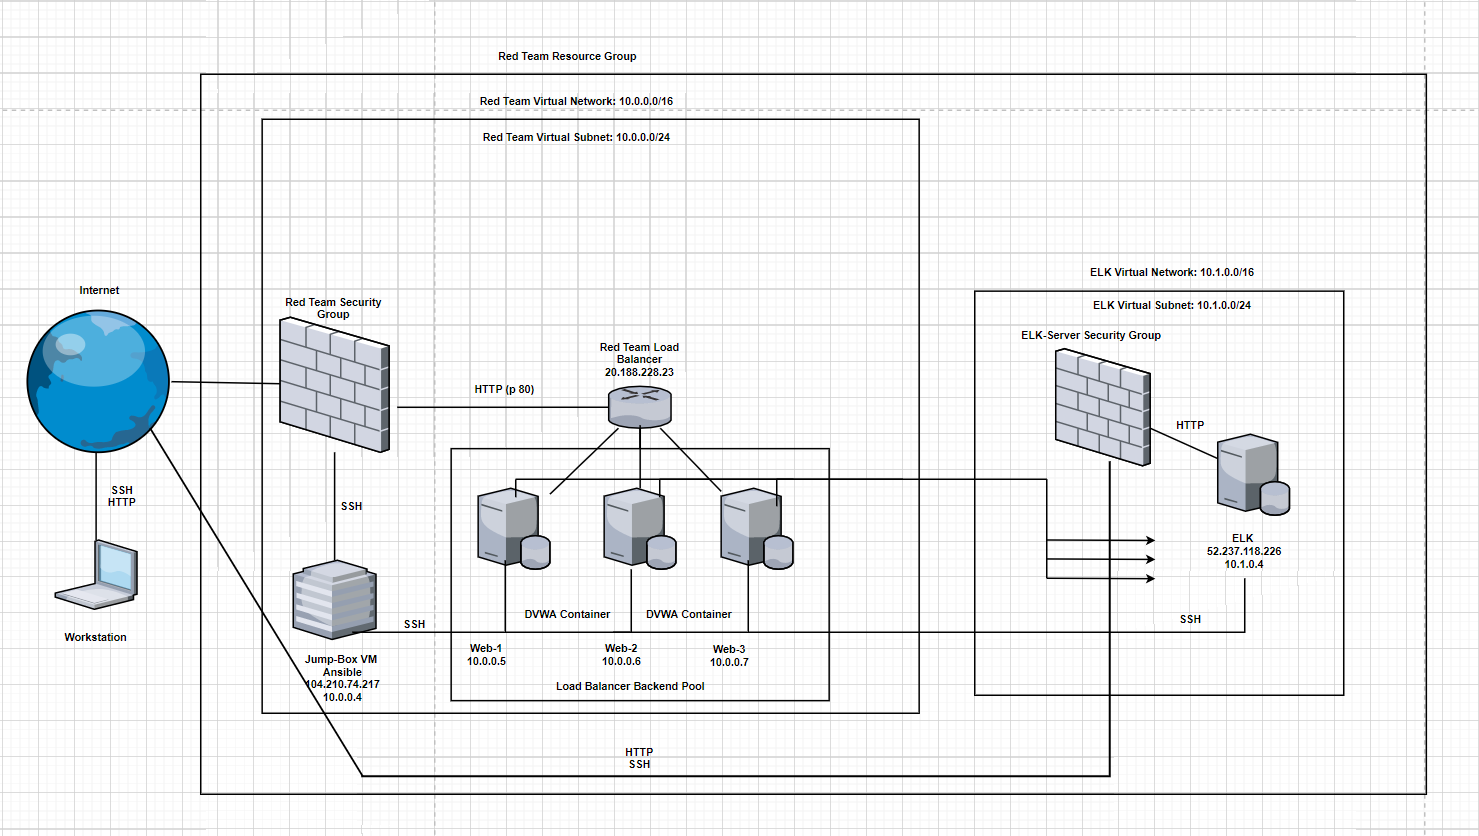 Red Team Resource Group
Red Team Virtual Network: 10.0.0.0/16
Red Team Virtual Subnet: 10.0.0.0/24
ELK Virtual Network: 10.1.0.0/16
ELK Virtual Subnet: 10.1.0.0/24
ELK-Server Security Group
Internet
Red Team Security
Group
Red Team Load
Balancer
20.188.228.23
HTTP (p 80)
HTTP
SSH
HTTP
SSH
ELK
52.237.118.226
10.1.0.4
DVWA Container
DVWA Container
SSH
SSH
Workstation
Web-1
10.0.0.5
Web-2
10.0.0.6
Web-3
10.0.0.7
Jump-Box VM
Ansible
104.210.74.217
10.0.0.4
Load Balancer Backend Pool
HTTP
SSH